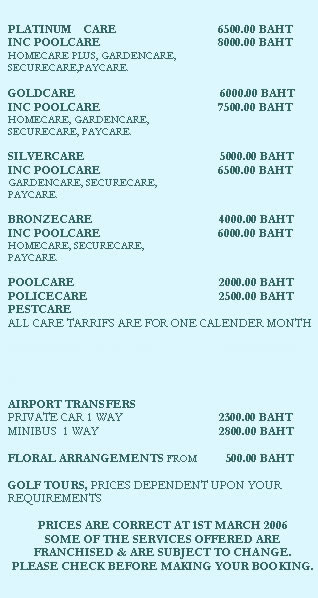 PLATINUM CARE 6500.00 BAHT
INC POOLCARE 8000.00 BAHT
HOMECARE PLUS, GARDENCARE,
SECURECARE,PAYCARE.
GOLDCARE 6000.00 BAHT
INC POOLCARE 7500.00 BAHT
HOMECARE, GARDENCARE,
SECURECARE, PAYCARE.
SILVERCARE 5000.00 BAHT
INC POOLCARE 6500.00 BAHT
GARDENCARE, SECURECARE,
PAYCARE.
BRONZECARE 4000.00 BAHT
INC POOLCARE 6000.00 BAHT
HOMECARE, SECURECARE,
PAYCARE.
POOLCARE 2000.00 BAHT
POLICECARE 2500.00 BAHT
PESTCARE
ALL CARE TARRIFS ARE FOR ONE CALENDER MONTH
AIRPORT TRANSFERS
PRIVATE CAR 1 WAY 2300.00 BAHT
MINIBUS 1 WAY 2800.00 BAHT
FLORAL ARRANGEMENTS FROM 500.00 BAHT
GOLF TOURS, PRICES DEPENDENT UPON YOUR
REQUIREMENTS
PRICES ARE CORRECT AT 1ST MARCH 2006
SOME OF THE SERVICES OFFERED ARE
FRANCHISED & ARE SUBJECT TO CHANGE.
PLEASE CHECK BEFORE MAKING YOUR BOOKING.